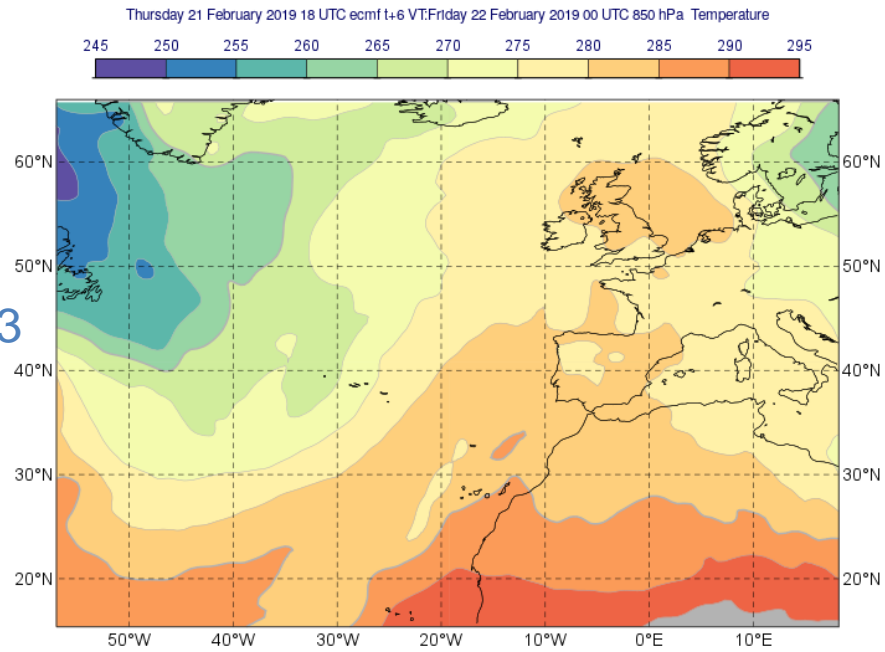 Thursday 21 February 2019 18 UTC ecmf t+6 VT:Friday 22 February 2019 00 UTC 850 hPa Temperature
245 250 255 260 265 270 275 280 285 290 295
60°N 60°N
50°N 50°N
3
40°N 40°N
30°N 30°N
20°N 20°N
50°W 40°W 30°W 20°W 10°W 0°E 10°E